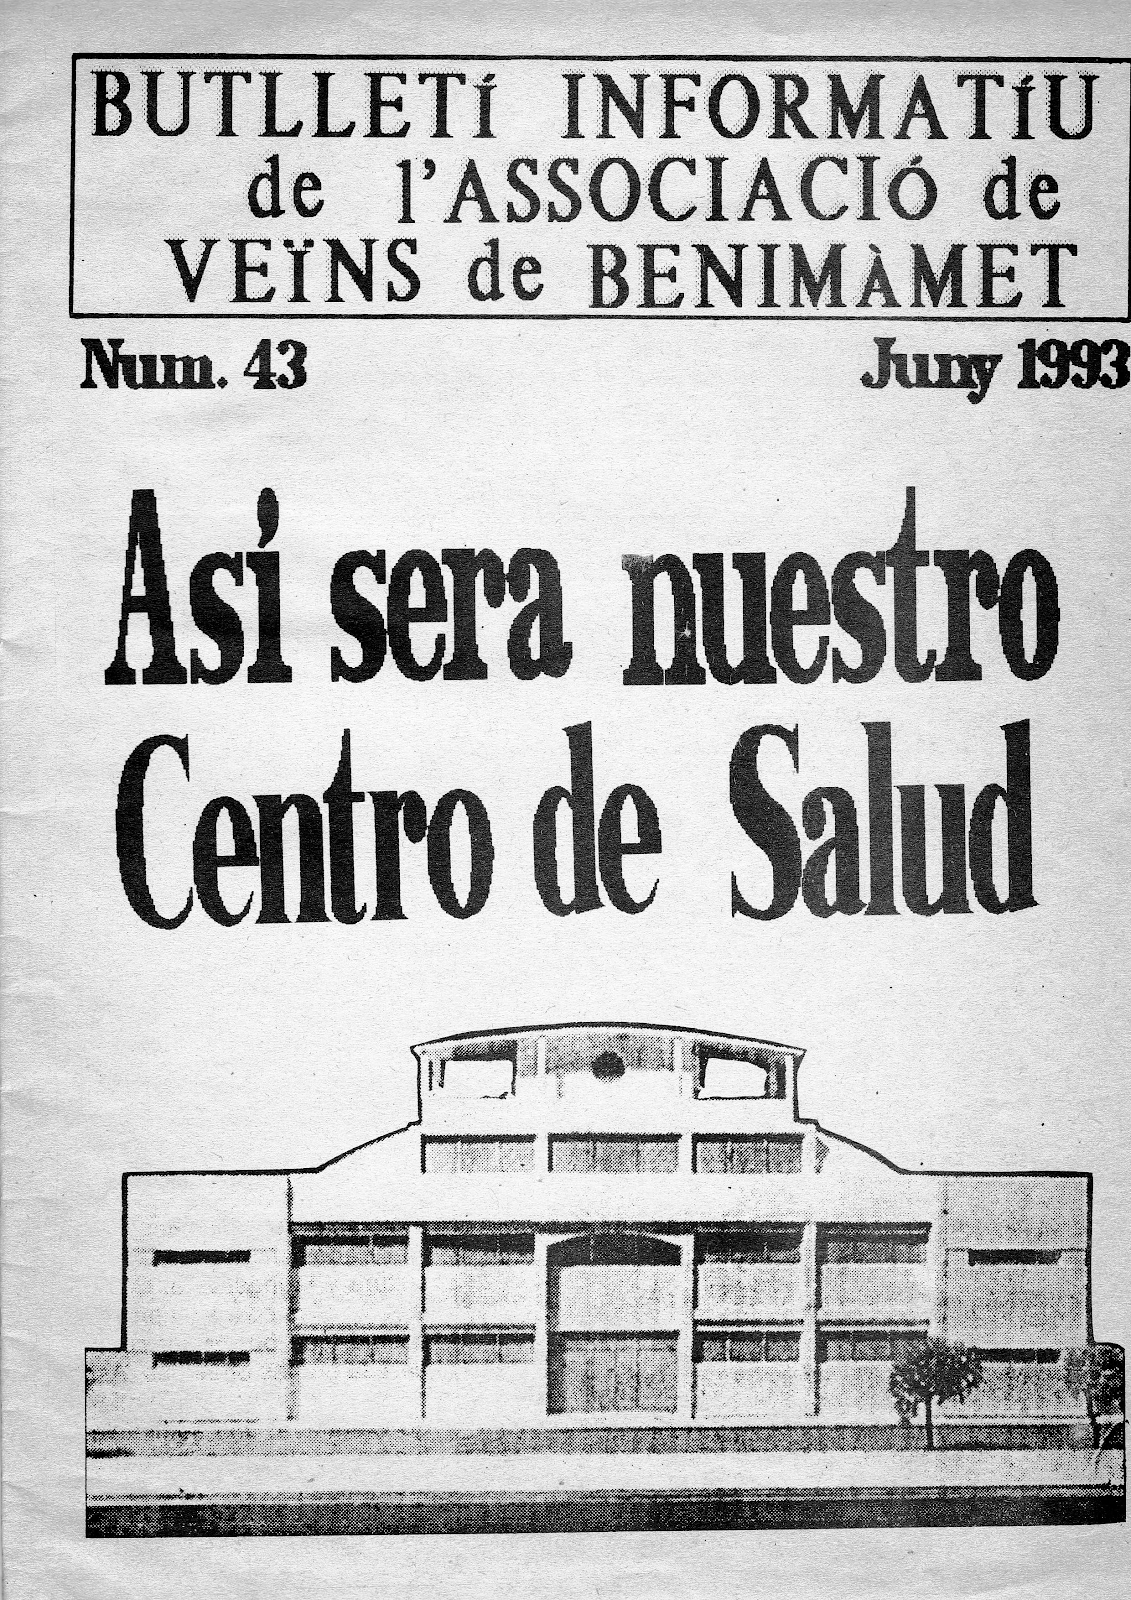 BUTLLETÍ INFORMATÍU
de l'ASSOCIACIÓ de
VEÏNS de BENIMÀMET
Num. 43
Juny 1993
Así sera nuestro
Centro de Salud